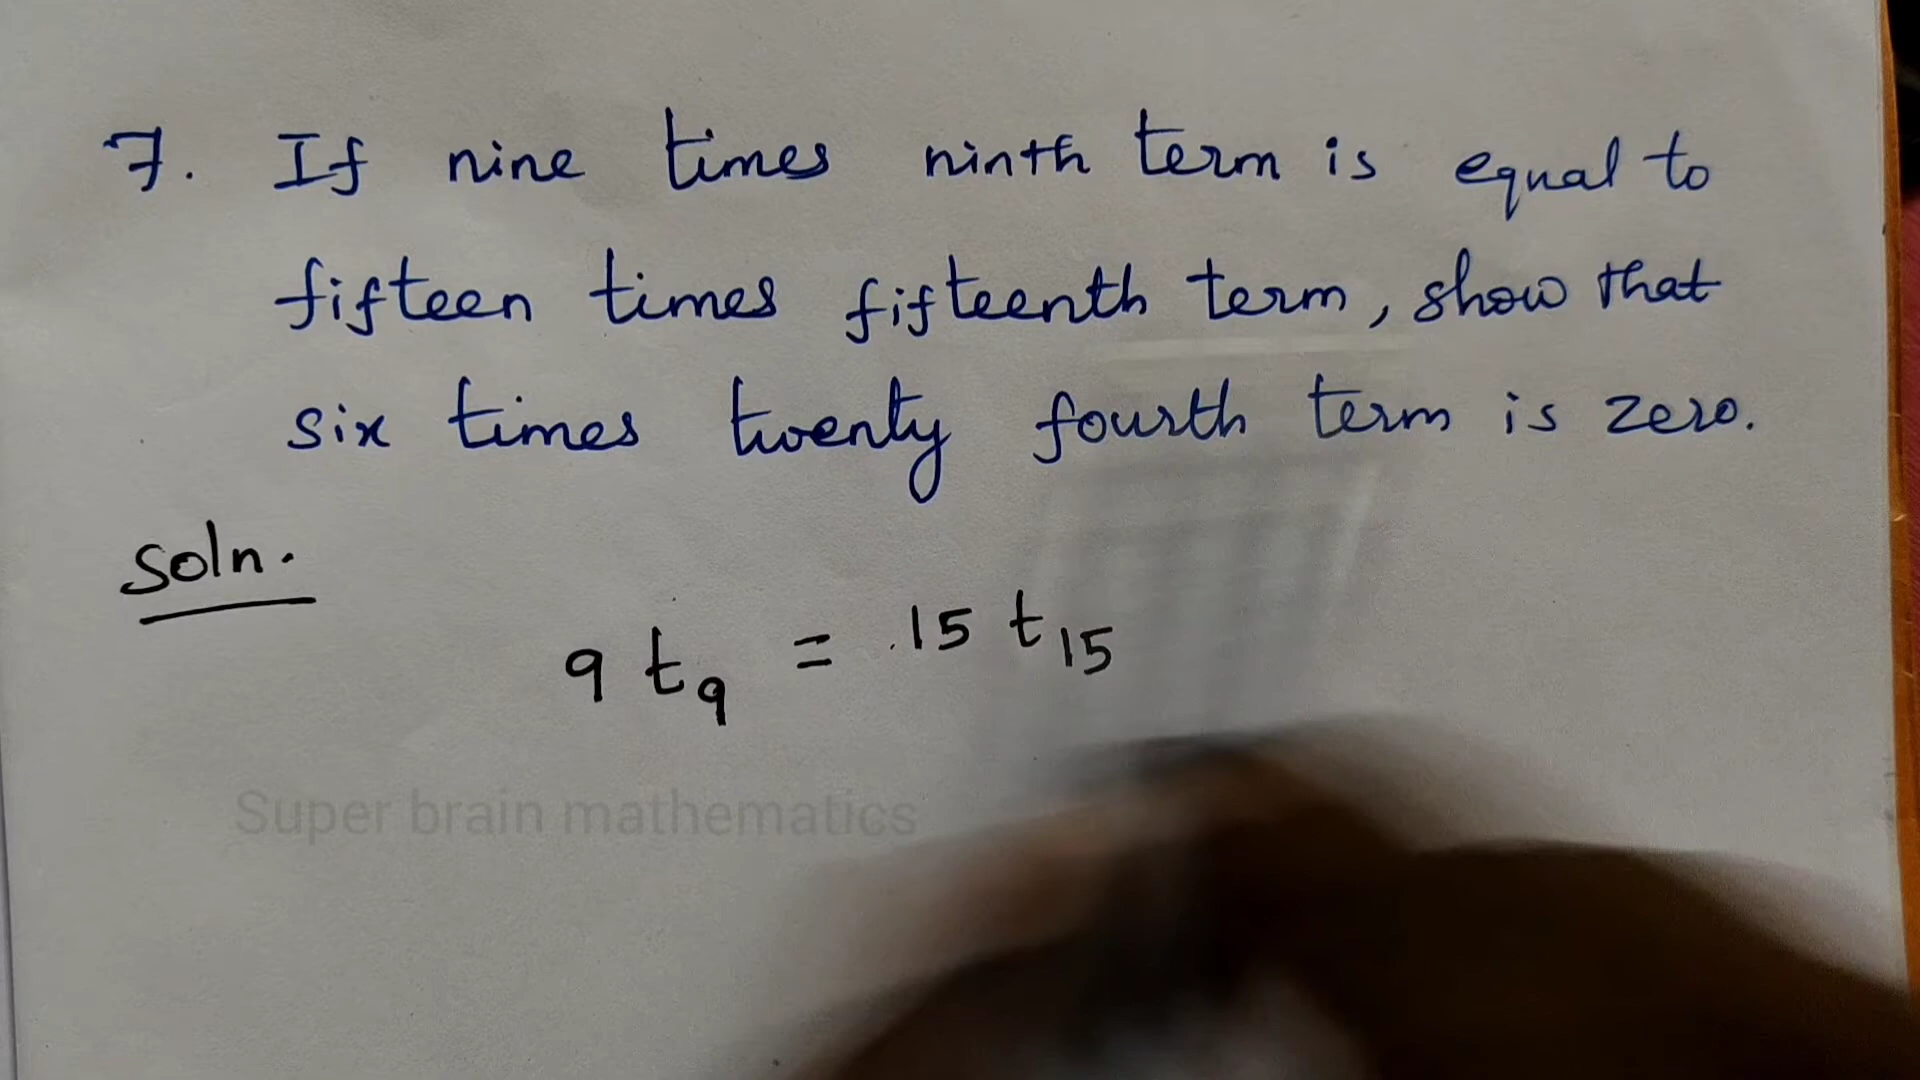 7. If nine times ninth term is equal to
fifteen times fifteenth term, show that
six times twenty fourth term is zero.
Soln.
9 t₉ = 15 t₁₅
Super brain mathematics